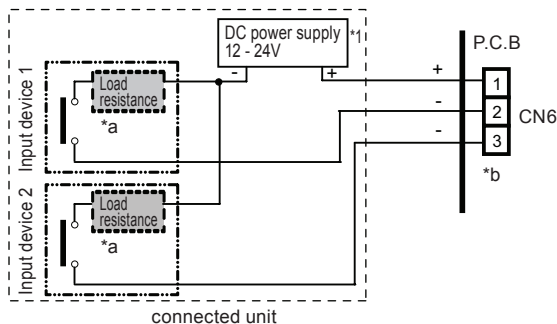 DC power supply
12 - 24V
*1
P.C.B
-
+
+
1
Input device 1
Load
resistance
*a
-
2
CN6
-
3
*b
Input device 2
Load
resistance
*a
connected unit